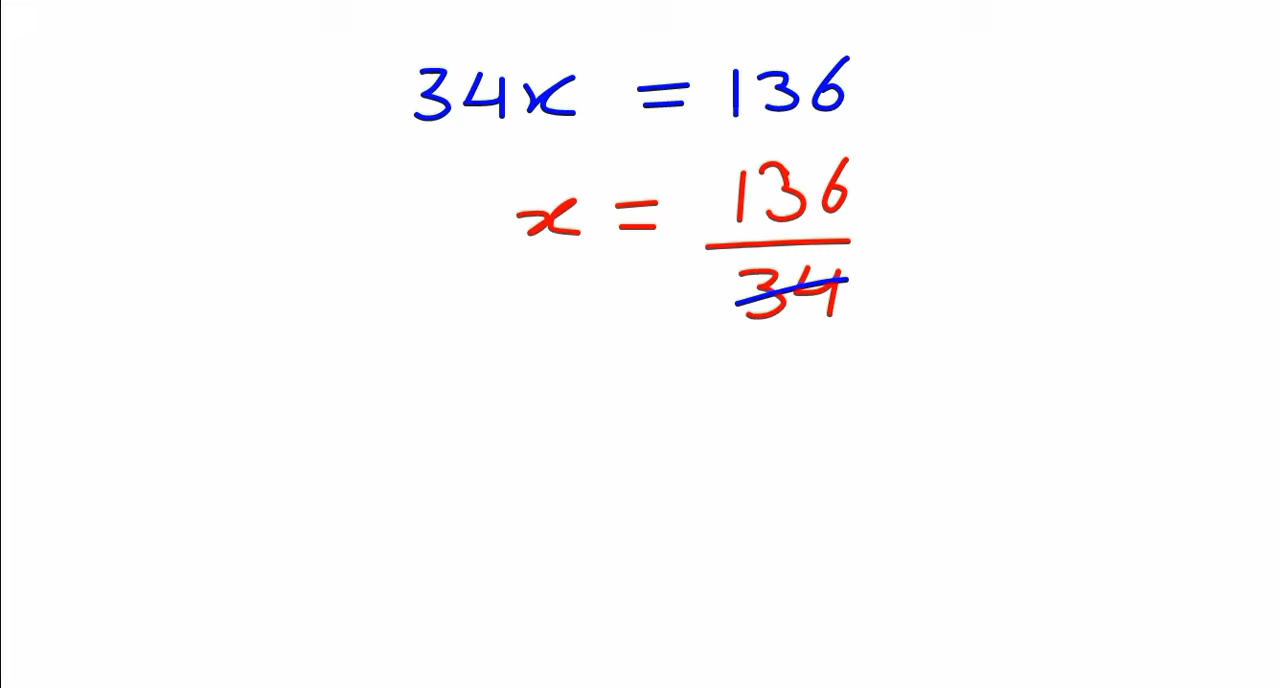 34x = 136
x = 136/34